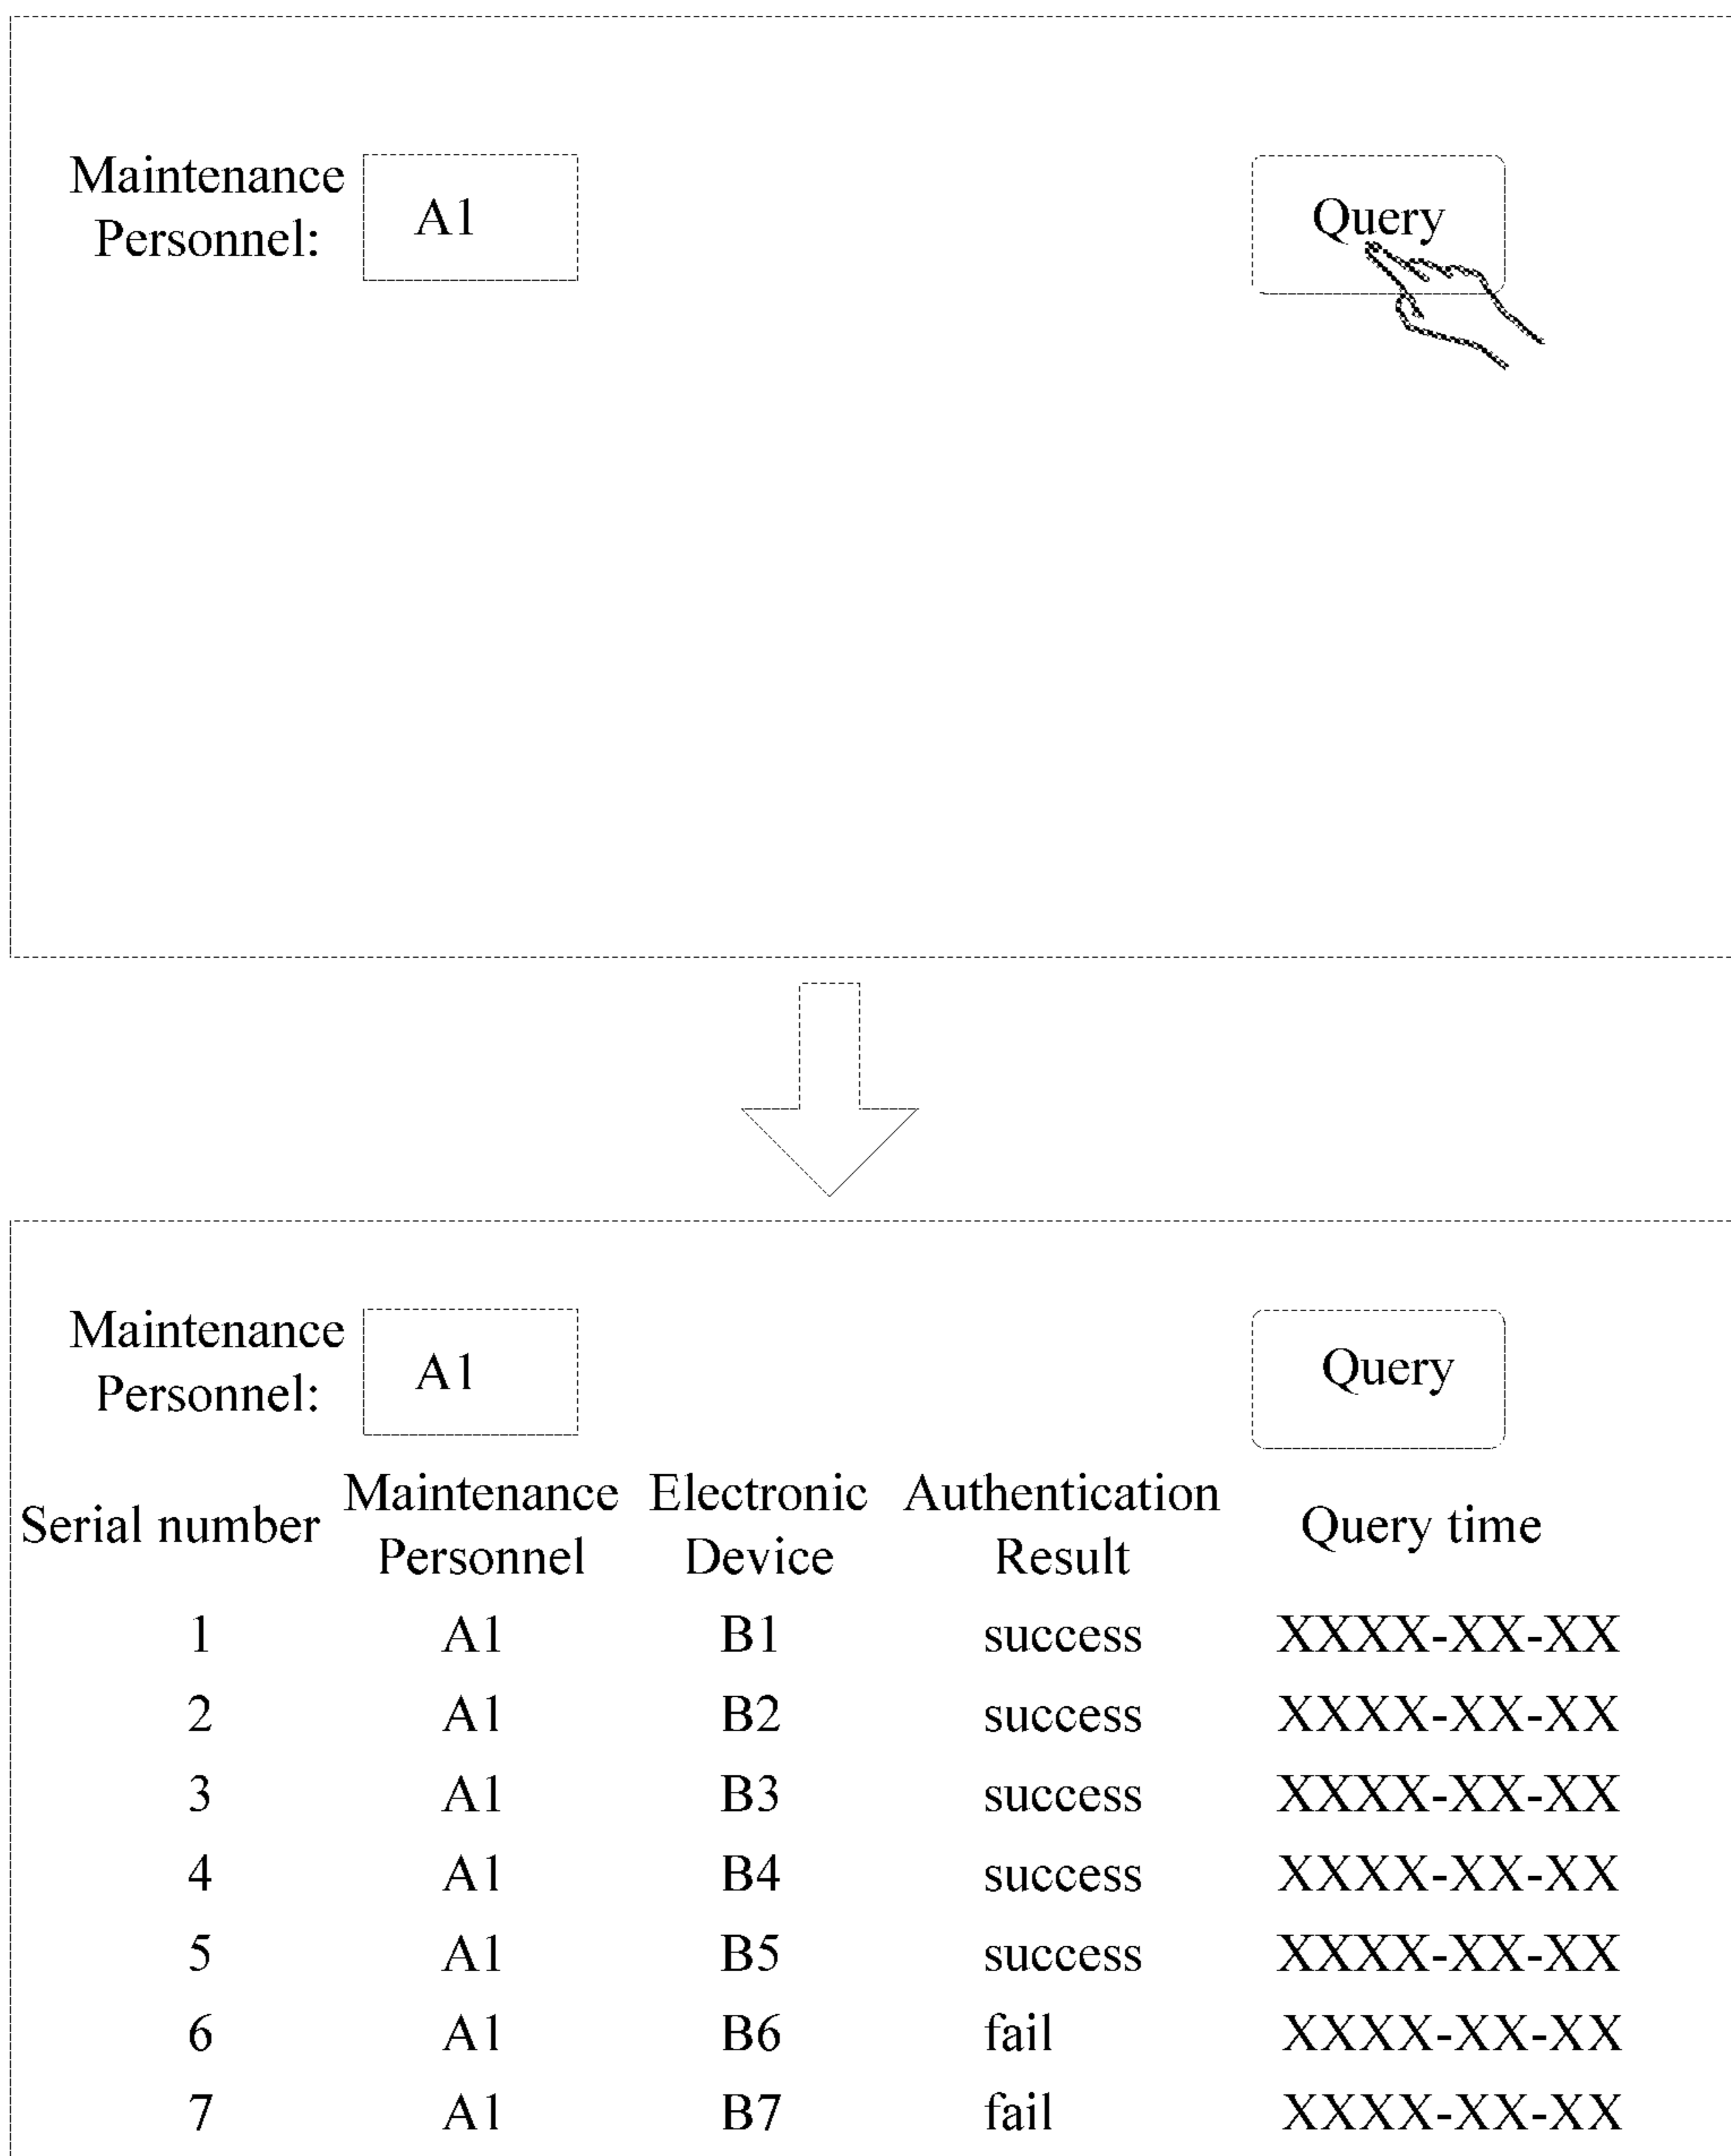 Maintenance
Personnel:
A1
Query
Maintenance
Personnel:
A1
Query
Serial number
Maintenance
Personnel
Electronic
Device
Authentication
Result
Query time
1 A1 B1 success XXXX-XX-XX
2 A1 B2 success XXXX-XX-XX
3 A1 B3 success XXXX-XX-XX
4 A1 B4 success XXXX-XX-XX
5 A1 B5 success XXXX-XX-XX
6 A1 B6 fail XXXX-XX-XX
7 A1 B7 fail XXXX-XX-XX